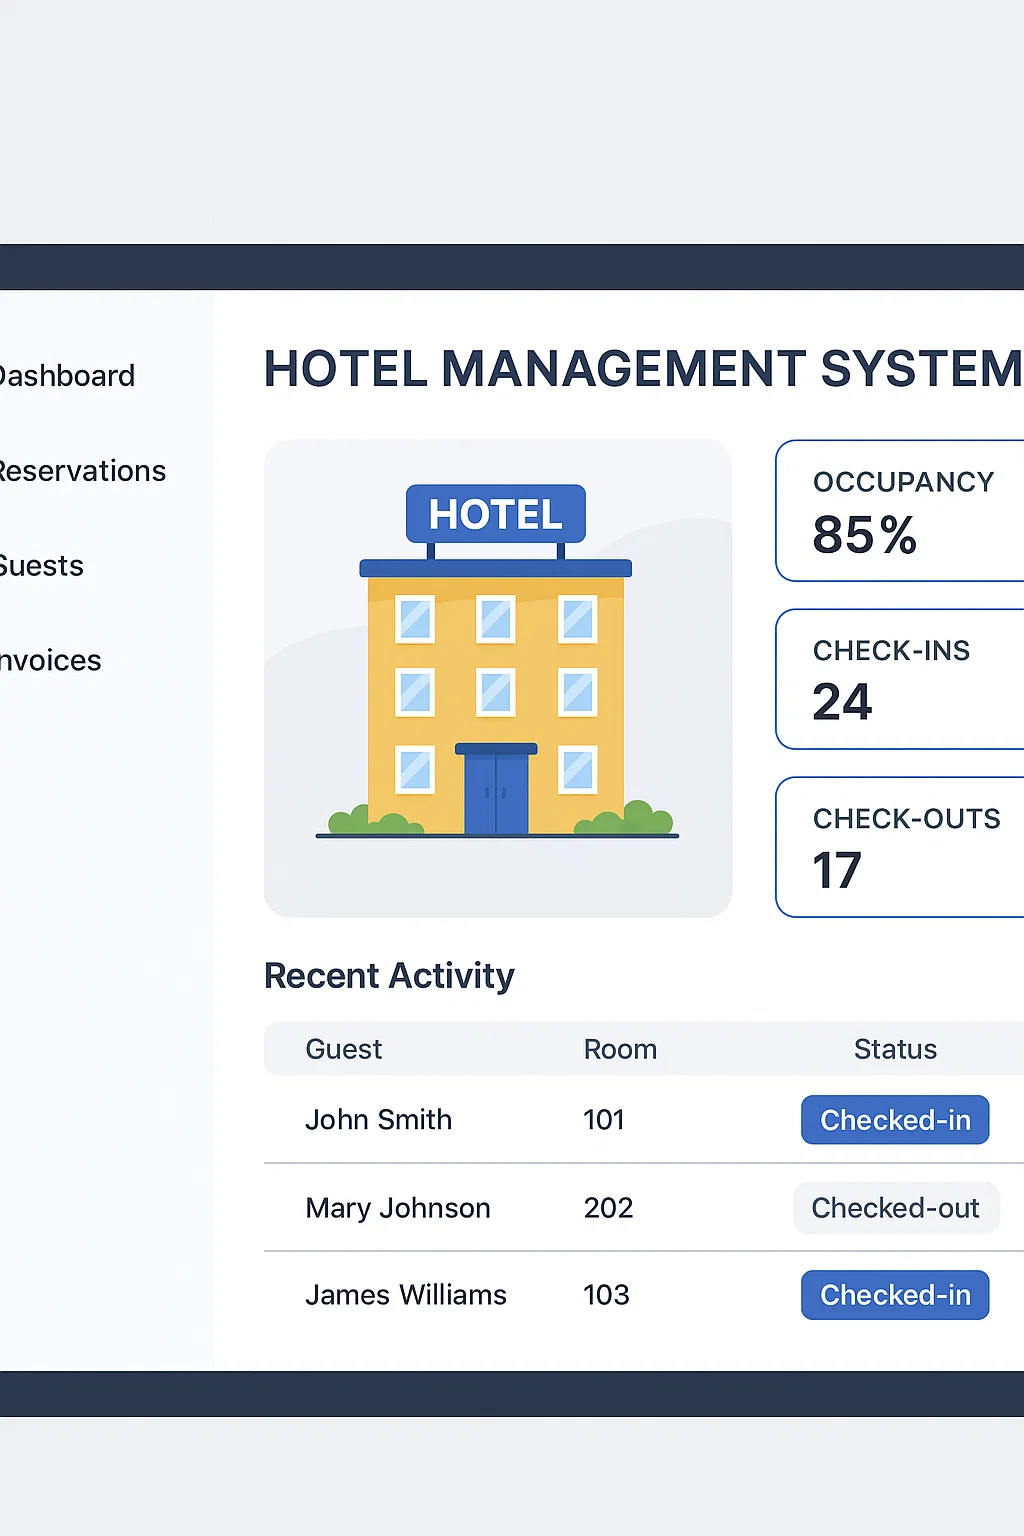 Dashboard
Reservations
Guests
Invoices
HOTEL MANAGEMENT SYSTEM
HOTEL
OCCUPANCY
85%
CHECK-INS
24
CHECK-OUTS
17
Recent Activity
Guest Room Status
John Smith 101 Checked-in
Mary Johnson 202 Checked-out
James Williams 103 Checked-in